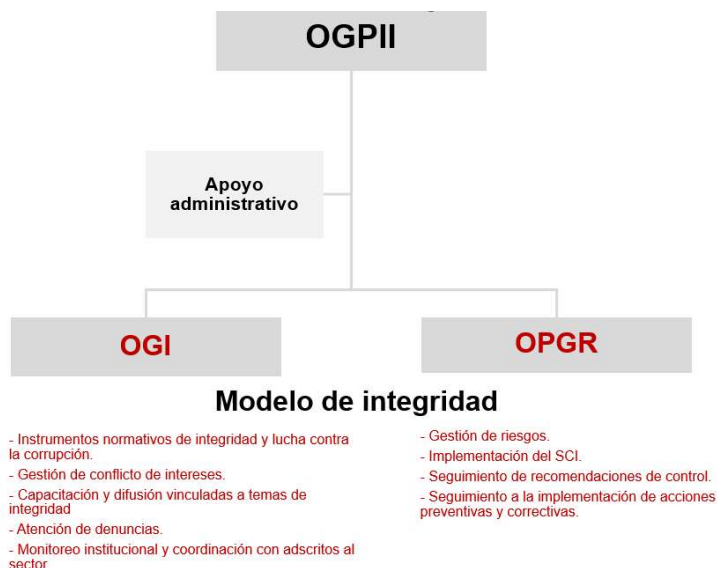 OGPII
Apoyo
administrativo
OGI
OPGR
Modelo de integridad
- Instrumentos normativos de integridad y lucha contra
la corrupción.
- Gestión de conflicto de intereses.
- Capacitación y difusión vinculadas a temas de
integridad
- Atención de denuncias.
- Monitoreo institucional y coordinación con adscritos al
sector
- Gestión de riesgos.
- Implementación del SCI.
- Seguimiento de recomendaciones de control.
- Seguimiento a la implementación de acciones
preventivas y correctivas.